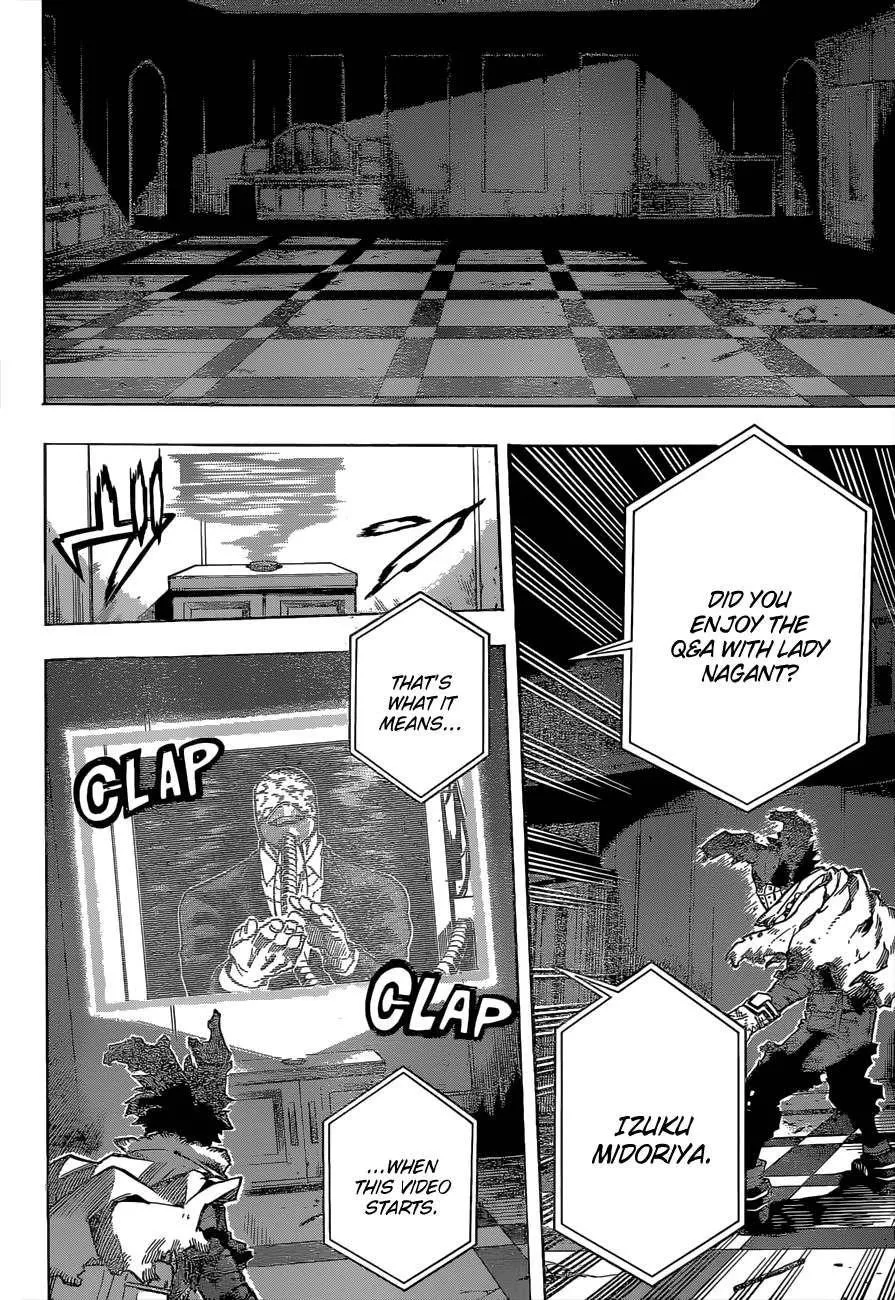 DID YOU
ENJOY THE
Q&A WITH LADY
NAGANT?
IZUKU
MIDORIYA.
THAT'S
WHAT IT
MEANS...
CLAP
CLAP
...WHEN
THIS VIDEO
STARTS.